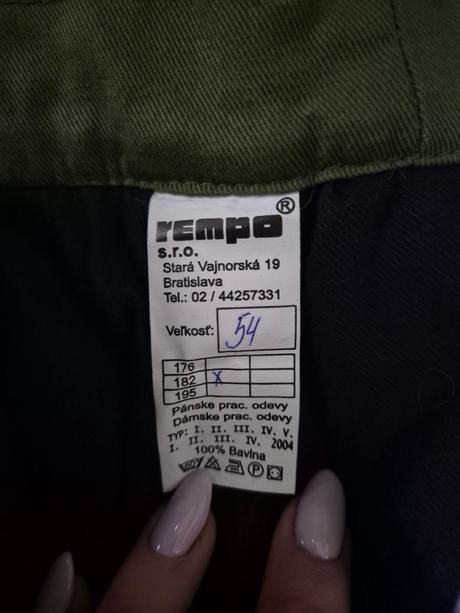 rempo®
s.r.o.
Stará Vajnorská 19
Bratislava
Tel.: 02 / 44257331
Veľkosť: 54
176
182 x
195
Pánske prac. odevy
Dámske prac. odevy
TYP: I. II. III. IV. V.
I. II. III. IV. 2004
100% Bavlna
60° P